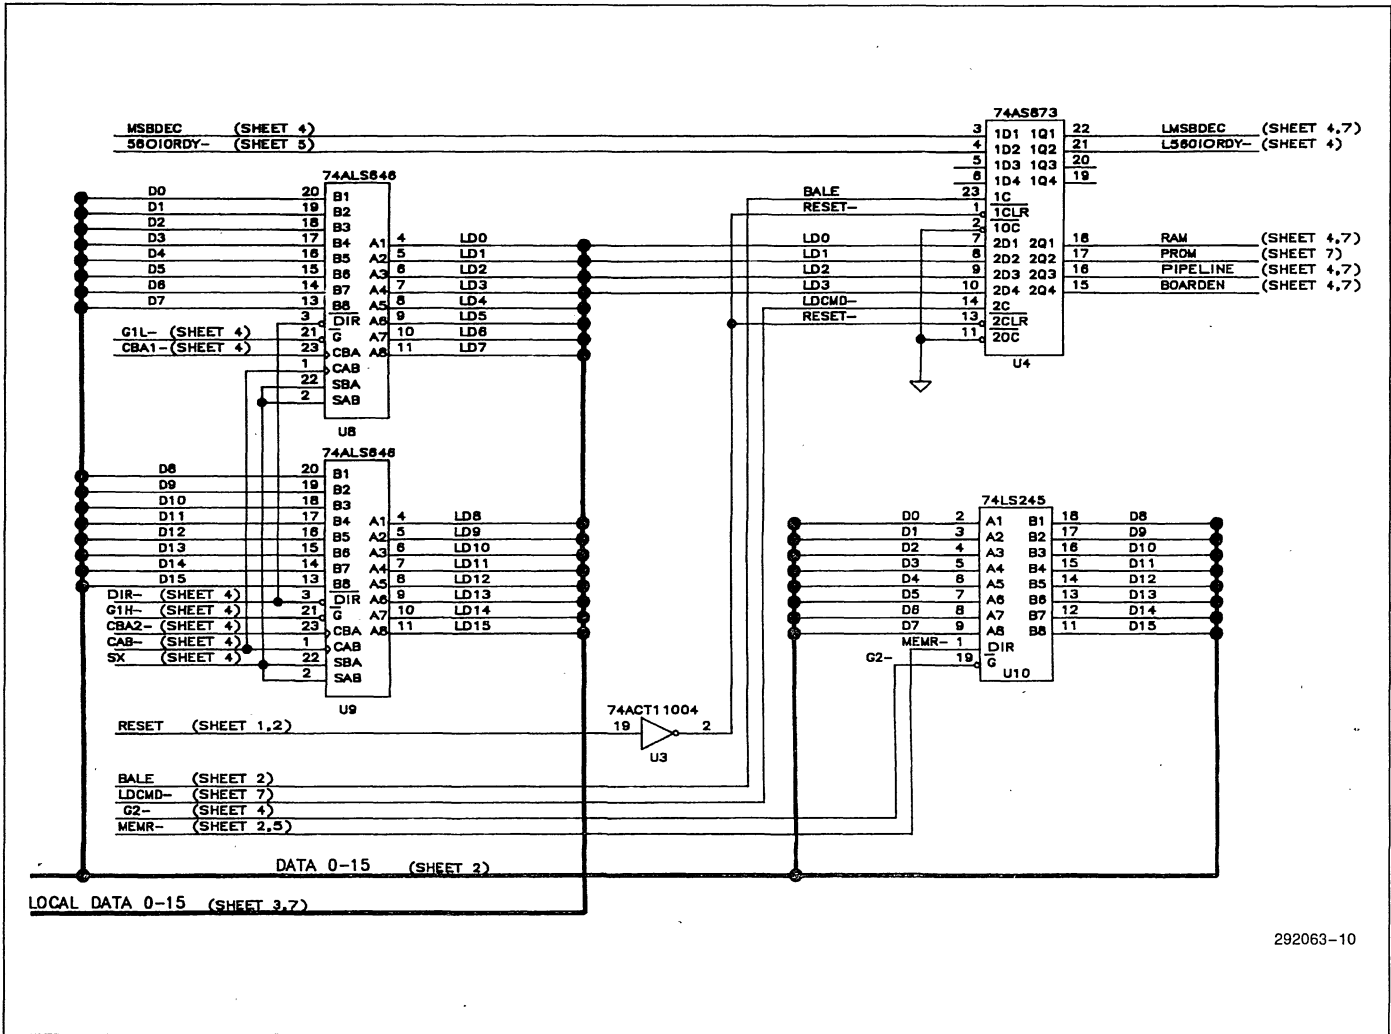 MSBDEC (SHEET 4)
5601ORDY- (SHEET 5)
74ALS646
D0 20 B1
D1 19 B2
D2 18 B3
D3 17 B4 A1 4 LD0
D4 16 B5 A2 5 LD1
D5 15 B6 A3 6 LD2
D6 14 B7 A4 7 LD3
D7 13 B8 A5 8 LD4
3 DIR A6 9 LD5
G1L- (SHEET 4) 21 G A7 10 LD6
CBA1- (SHEET 4) 23 CBA A8 11 LD7
1 CAB
22 SBA
2 SAB
U8
74ALS646
D8 20 B1
D9 19 B2
D10 18 B3
D11 17 B4 A1 4 LD8
D12 16 B5 A2 5 LD9
D13 15 B6 A3 6 LD10
D14 14 B7 A4 7 LD11
D15 13 B8 A5 8 LD12
DIR- (SHEET 4) 3 DIR A6 9 LD13
G1H- (SHEET 4) 21 G A7 10 LD14
CBA2- (SHEET 4) 23 CBA A8 11 LD15
CAB- (SHEET 4) 1 CAB
SX (SHEET 4) 22 SBA
2 SAB
U9
74AS873
3 1D1 1Q1 22 LMSBDEC (SHEET 4,7)
4 1D2 1Q2 21 L5601ORDY- (SHEET 4)
5 1D3 1Q3 20
6 1D4 1Q4 19
BALE 23 1C
RESET- 1 1CLR
2 1OC
LD0 7 2D1 2Q1 18 RAM (SHEET 4,7)
LD1 8 2D2 2Q2 17 PROM (SHEET 7)
LD2 9 2D3 2Q3 16 PIPELINE (SHEET 4,7)
LD3 10 2D4 2Q4 15 BOARDEN (SHEET 4,7)
LDCMD- 14 2C
RESET- 13 2CLR
11 2OC
U4
74LS245
D0 2 A1 B1 18 D8
D1 3 A2 B2 17 D9
D2 4 A3 B3 16 D10
D3 5 A4 B4 15 D11
D4 6 A5 B5 14 D12
D5 7 A6 B6 13 D13
D6 8 A7 B7 12 D14
D7 9 A8 B8 11 D15
MEMR- 1 DIR
G2- 19 G
U10
74ACT11004
RESET (SHEET 1,2) 19 2
U3
BALE (SHEET 2)
LDCMD- (SHEET 7)
G2- (SHEET 4)
MEMR- (SHEET 2,5)
DATA 0-15 (SHEET 2)
LOCAL DATA 0-15 (SHEET 3,7)
292063-10